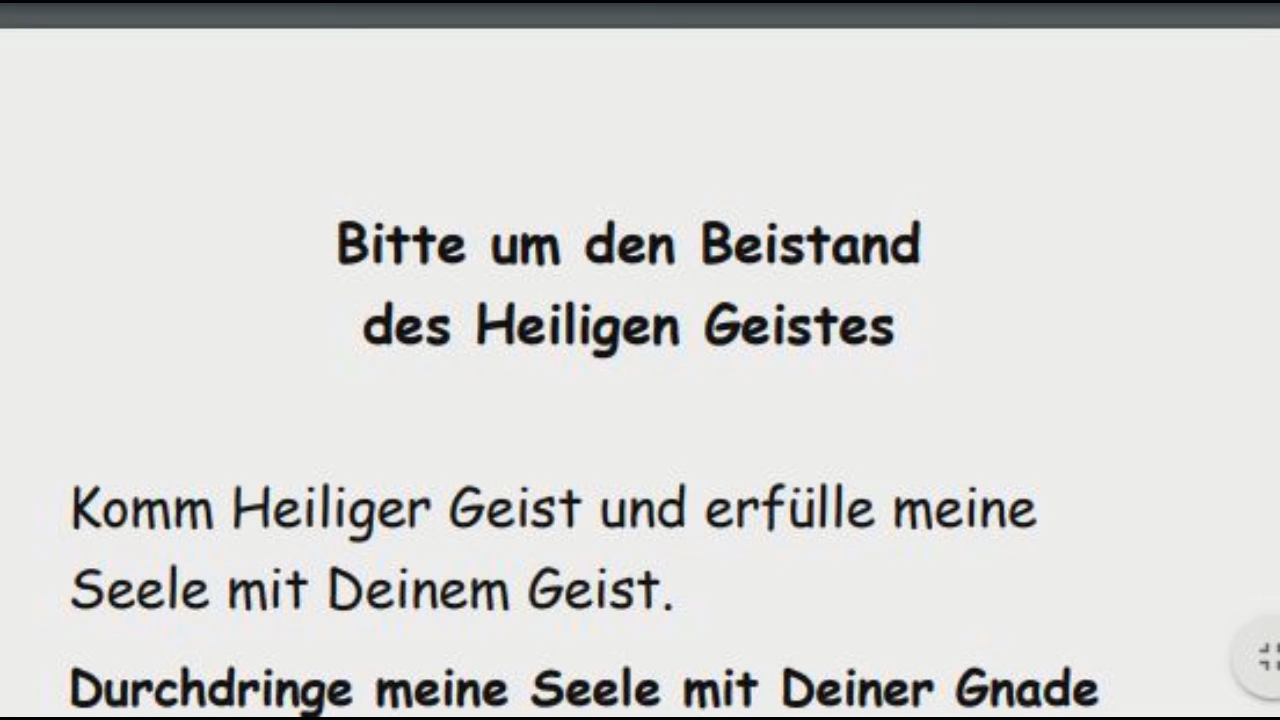 Bitte um den Beistand
des Heiligen Geistes
Komm Heiliger Geist und erfülle meine
Seele mit Deinem Geist.
Durchdringe meine Seele mit Deiner Gnade